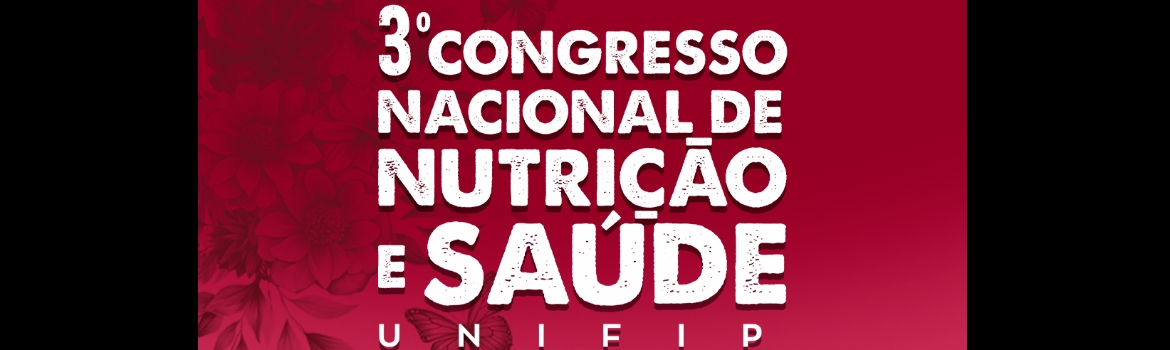 3º CONGRESSO
NACIONAL DE
NUTRIÇÃO
E SAÚDE
UNIFIP